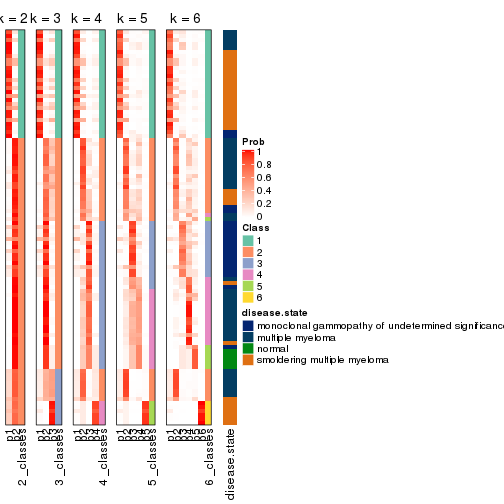 k = 2
k = 3
k = 4
k = 5
k = 6
Prob
1
0.8
0.6
0.4
0.2
0
Class
1
2
3
4
5
6
disease.state
monoclonal gammopathy of undetermined significance
multiple myeloma
normal
smoldering multiple myeloma
p1
p2
2_classes
p1
p2
p3
3_classes
p1
p2
p3
p4
4_classes
p1
p2
p3
p4
p5
5_classes
p1
p2
p3
p4
p5
p6
6_classes
disease.state